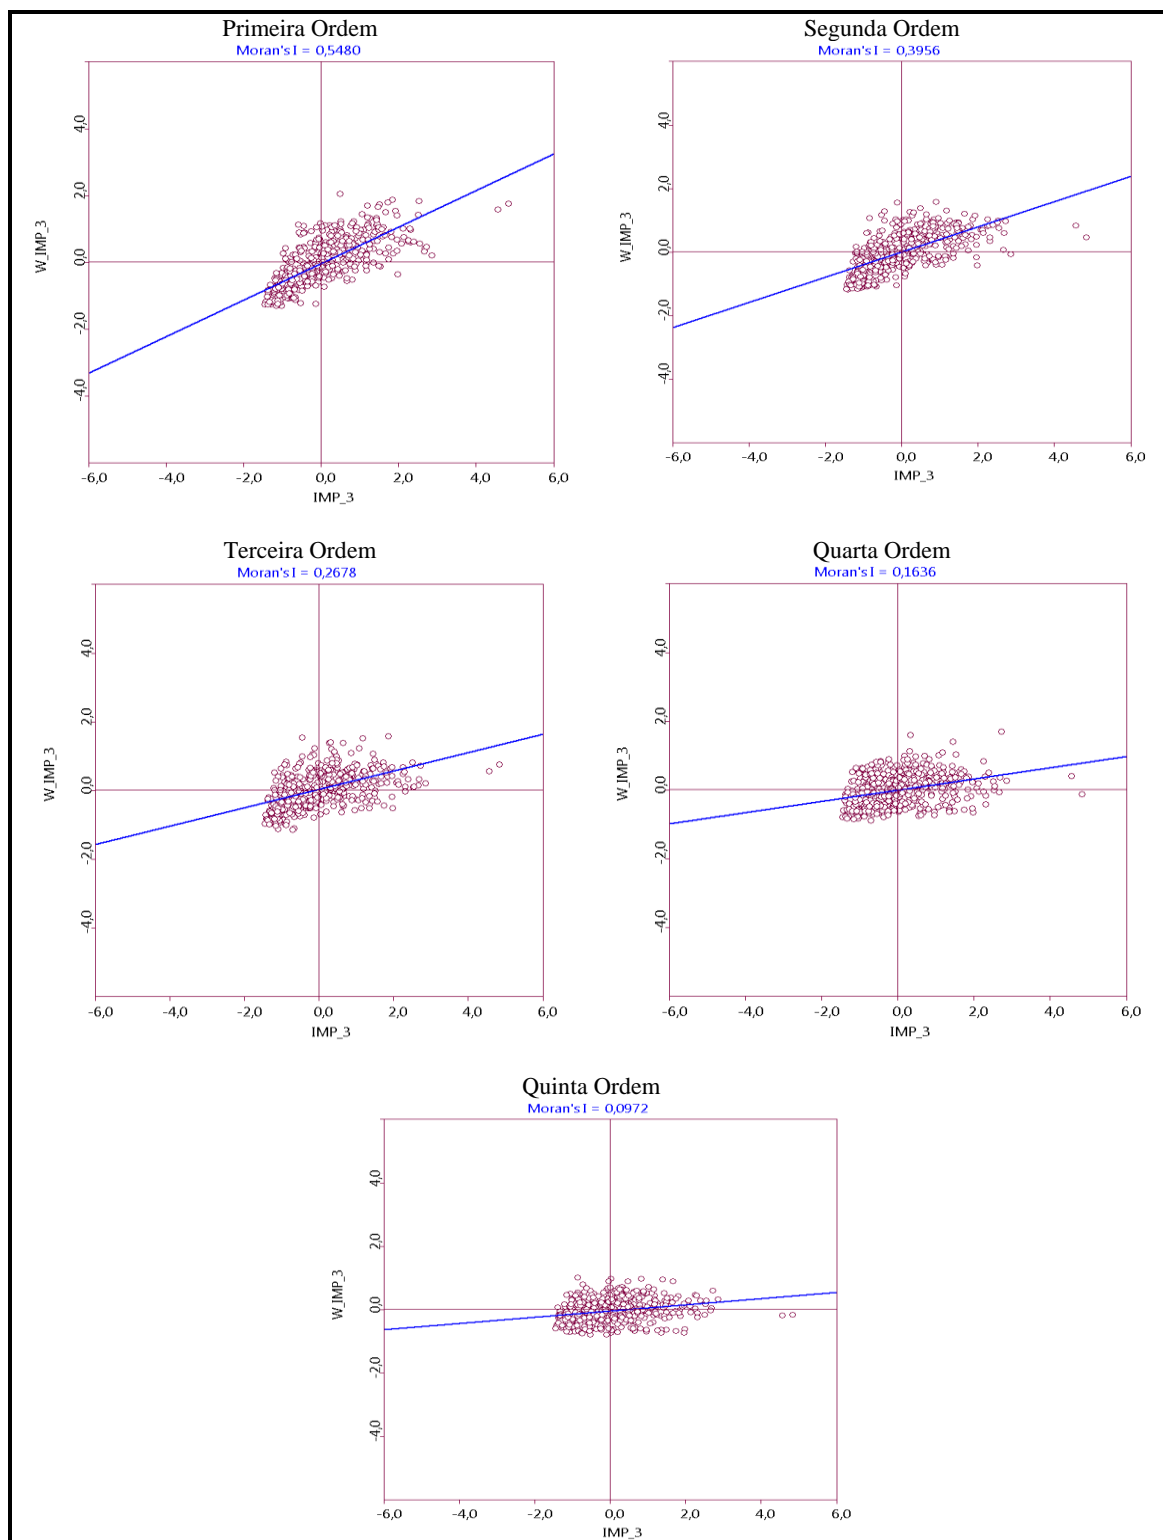 Primeira Ordem
Moran's I = 0,5480
4,0
2,0
0,0
-2,0
-4,0
W_IMP_3
-6,0 -4,0 -2,0 0,0 2,0 4,0 6,0
IMP_3
Segunda Ordem
Moran's I = 0,3956
4,0
2,0
0,0
-2,0
-4,0
W_IMP_3
-6,0 -4,0 -2,0 0,0 2,0 4,0 6,0
IMP_3
Terceira Ordem
Moran's I = 0,2678
4,0
2,0
0,0
-2,0
-4,0
W_IMP_3
-6,0 -4,0 -2,0 0,0 2,0 4,0 6,0
IMP_3
Quarta Ordem
Moran's I = 0,1636
4,0
2,0
0,0
-2,0
-4,0
W_IMP_3
-6,0 -4,0 -2,0 0,0 2,0 4,0 6,0
IMP_3
Quinta Ordem
Moran's I = 0,0972
4,0
2,0
0,0
-2,0
-4,0
W_IMP_3
-6,0 -4,0 -2,0 0,0 2,0 4,0 6,0
IMP_3